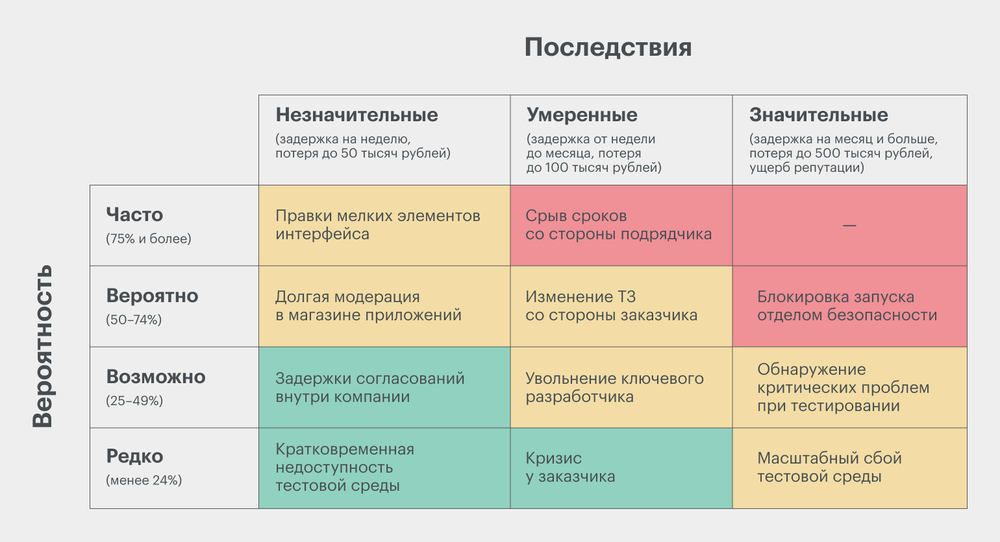 Последствия
Незначительные
(задержка на неделю,
потеря до 50 тысяч рублей)
Умеренные
(задержка от недели
до месяца, потеря
до 100 тысяч рублей)
Значительные
(задержка на месяц и больше,
потеря до 500 тысяч рублей,
ущерб репутации)
Вероятность
Часто
(75% и более)
Правки мелких элементов
интерфейса
Срыв сроков
со стороны подрядчика
—
Вероятно
(50–74%)
Долгая модерация
в магазине приложений
Изменение ТЗ
со стороны заказчика
Блокировка запуска
отделом безопасности
Возможно
(25–49%)
Задержки согласований
внутри компании
Увольнение ключевого
разработчика
Обнаружение
критических проблем
при тестировании
Редко
(менее 24%)
Кратковременная
недоступность
тестовой среды
Кризис
у заказчика
Масштабный сбой
тестовой среды